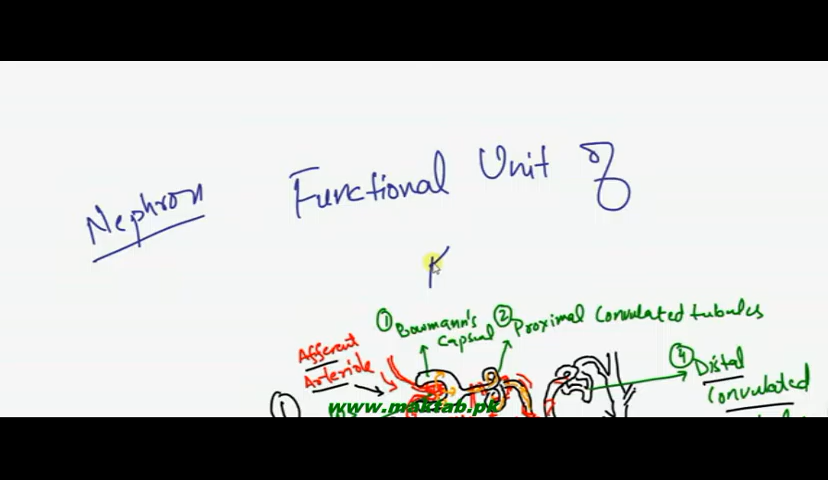 Nephron Functional Unit of
K
① Bowmann's Capsul
② Proximal Convulated tubules
Afferent
Arteriole
④ Distal
Convulated
①
www.maktab.pk